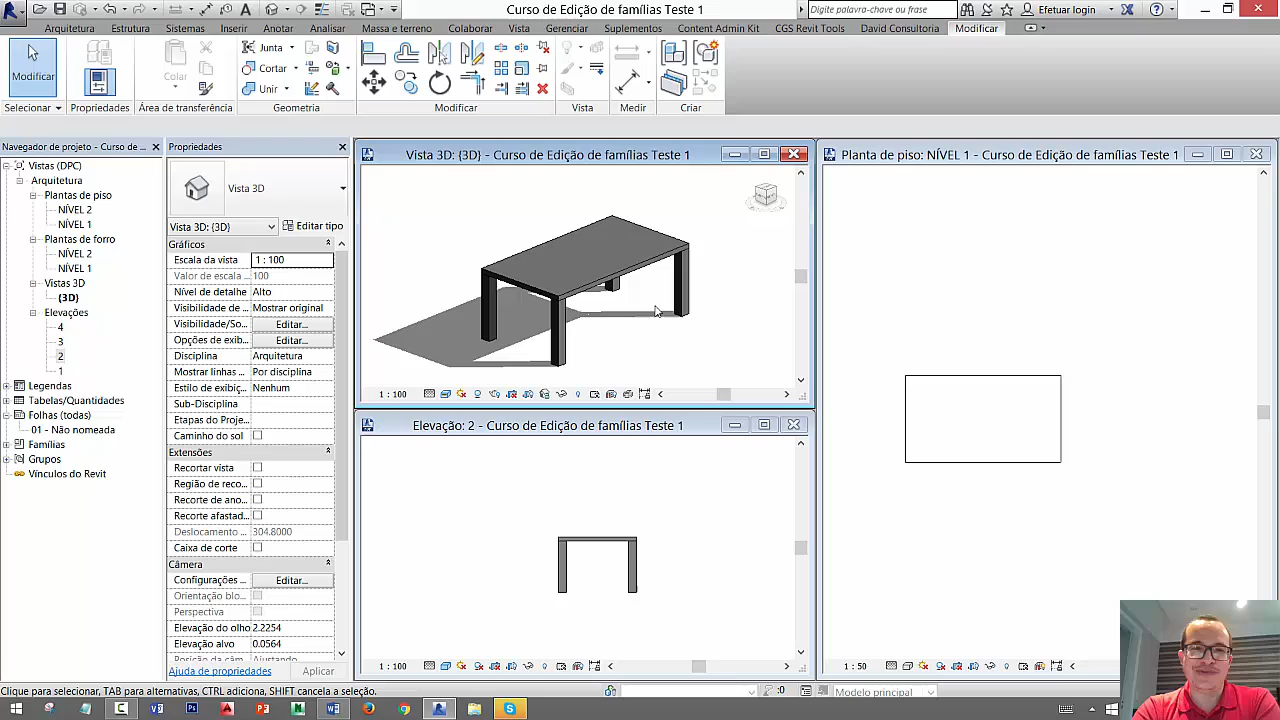 Curso de Edição de famílias Teste 1
Digite palavra-chave ou frase
Efetuar login
Arquitetura Estrutura Sistemas Inserir Anotar Analisar Massa e terreno Colaborar Vista Gerenciar Suplementos Content Admin Kit CGS Revit Tools David Consultoria Modificar
Modificar
Colar
Junta
Cortar
Unir
Selecionar Propriedades Área de transferência Geometria Modificar Vista Medir Criar
Navegador de projeto - Curso de ...
Vistas (DPC)
Arquitetura
Plantas de piso
NÍVEL 2
NÍVEL 1
Plantas de forro
NÍVEL 2
NÍVEL 1
Vistas 3D
{3D}
Elevações
4
3
2
1
Legendas
Tabelas/Quantidades
Folhas (todas)
01 - Não nomeada
Famílias
Grupos
Vínculos do Revit
Propriedades
Vista 3D
Vista 3D: {3D} Editar tipo
Gráficos
Escala da vista 1 : 100
Valor de escala ... 100
Nível de detalhe Alto
Visibilidade de ... Mostrar original
Visibilidade/So... Editar...
Opções de exib... Editar...
Disciplina Arquitetura
Mostrar linhas ... Por disciplina
Estilo de exibiç... Nenhum
Sub-Disciplina
Etapas do Proje...
Caminho do sol
Extensões
Recortar vista
Região de reco...
Recorte de ano...
Recorte afastad...
Deslocamento ... 304.8000
Caixa de corte
Câmera
Configurações ... Editar...
Orientação blo...
Perspectiva
Elevação do olho 2.2254
Elevação alvo 0.0564
Posição da câm... Ajustando
Ajuda de propriedades Aplicar
Vista 3D: {3D} - Curso de Edição de famílias Teste 1
1 : 100
Elevação: 2 - Curso de Edição de famílias Teste 1
1 : 100
Planta de piso: NÍVEL 1 - Curso de Edição de famílias Teste 1
1 : 50
Clique para selecionar, TAB para alternativas, CTRL adiciona, SHIFT cancela a seleção.
:0
Modelo principal